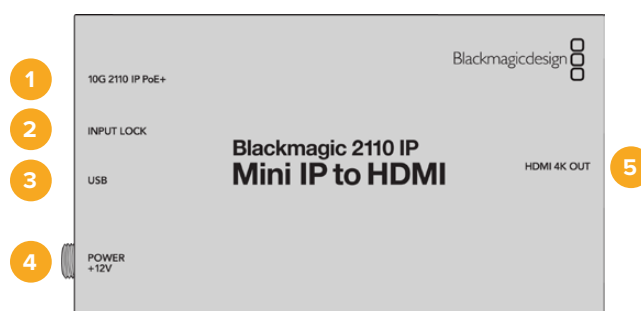 1
10G 2110 IP PoE+
2
INPUT LOCK
3
USB
4
POWER
+12V
Blackmagicdesign
Blackmagic 2110 IP
Mini IP to HDMI
HDMI 4K OUT
5